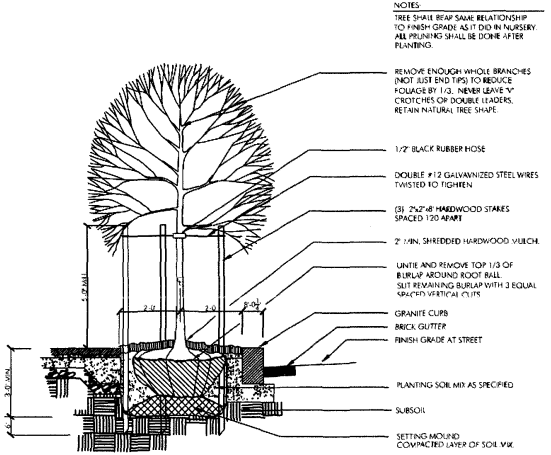 NOTES:
TREE SHALL BEAR SAME RELATIONSHIP
TO FINISH GRADE AS IT DID IN NURSERY.
ALL PRUNING SHALL BE DONE AFTER
PLANTING.
REMOVE ENOUGH WHOLE BRANCHES
(NOT JUST END TIPS) TO REDUCE
FOLIAGE BY 1/3. NEVER LEAVE "V"
CROTCHES OR DOUBLE LEADERS,
RETAIN NATURAL TREE SHAPE.
1/2" BLACK RUBBER HOSE
DOUBLE #12 GALVAVNIZED STEEL WIRES
TWISTED TO TIGHTEN
(3) 2"x2"x8' HARDWOOD STAKES
SPACED 120 APART
2" MIN. SHREDDED HARDWOOD MULCH.
UNTIE AND REMOVE TOP 1/3 OF
BURLAP AROUND ROOT BALL.
SLIT REMAINING BURLAP WITH 3 EQUAL
SPACED VERTICAL CUTS
GRANITE CURB
BRICK GUTTER
FINISH GRADE AT STREET
PLANTING SOIL MIX AS SPECIFIED
SUBSOIL
SETTING MOUND
COMPACTED LAYER OF SOIL MIX.
2'-0"
2'-0"
3'-0" MIN.
6"